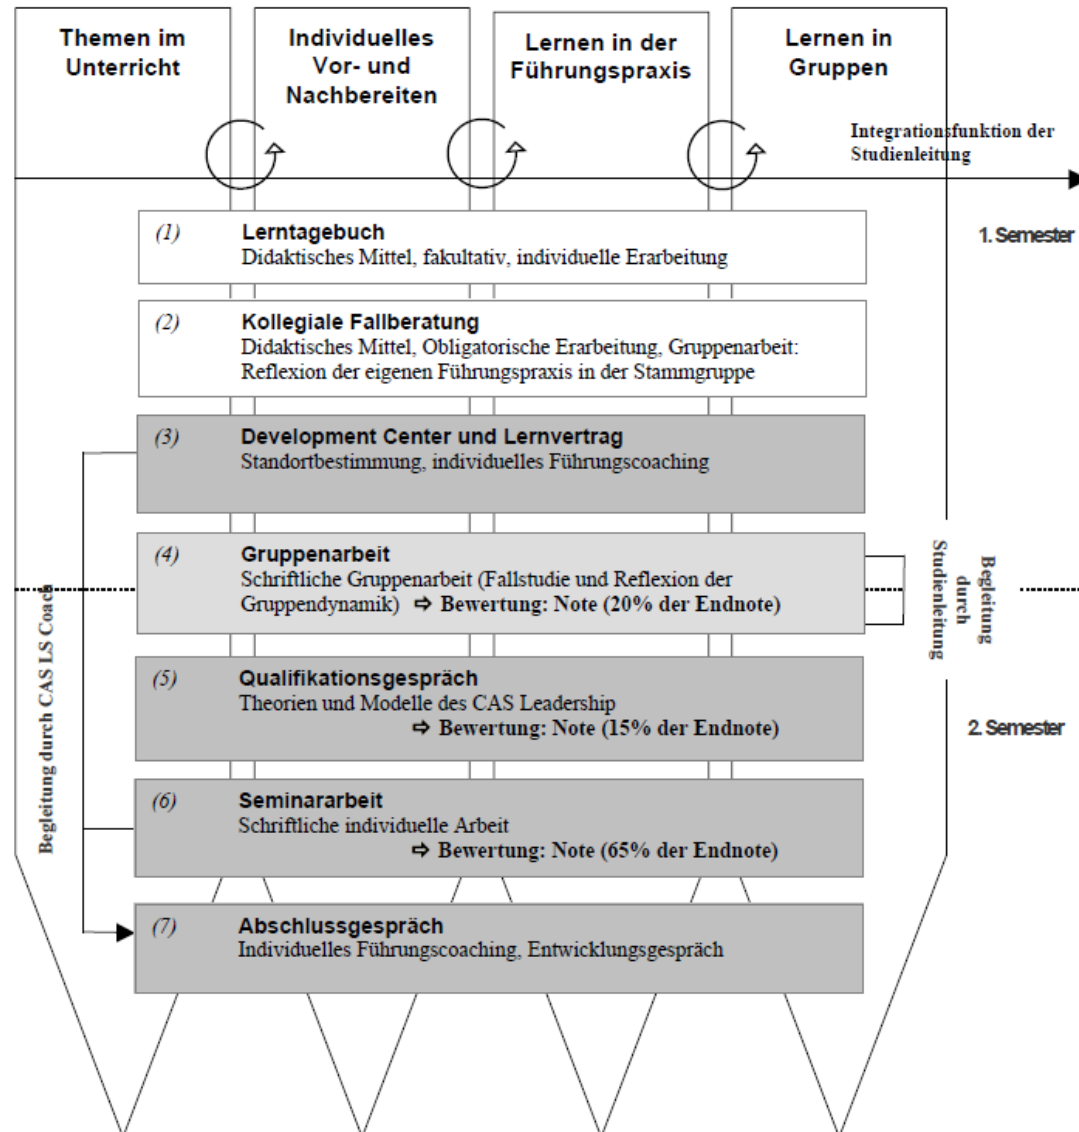 Themen im
Unterricht
Individuelles
Vor- und
Nachbereiten
Lernen in der
Führungspraxis
Lernen in
Gruppen
Integrationsfunktion der
Studienleitung
1. Semester
(1) Lerntagebuch
Didaktisches Mittel, fakultativ, individuelle Erarbeitung
(2) Kollegiale Fallberatung
Didaktisches Mittel, Obligatorische Erarbeitung, Gruppenarbeit:
Reflexion der eigenen Führungspraxis in der Stammgruppe
(3) Development Center und Lernvertrag
Standortbestimmung, individuelles Führungscoaching
(4) Gruppenarbeit
Schriftliche Gruppenarbeit (Fallstudie und Reflexion der
Gruppendynamik) ⇨ Bewertung: Note (20% der Endnote)
Begleitung
durch
Studienleitung
(5) Qualifikationsgespräch
Theorien und Modelle des CAS Leadership
⇨ Bewertung: Note (15% der Endnote)
2. Semester
Begleitung durch CAS LS Coach
(6) Seminararbeit
Schriftliche individuelle Arbeit
⇨ Bewertung: Note (65% der Endnote)
(7) Abschlussgespräch
Individuelles Führungscoaching, Entwicklungsgespräch